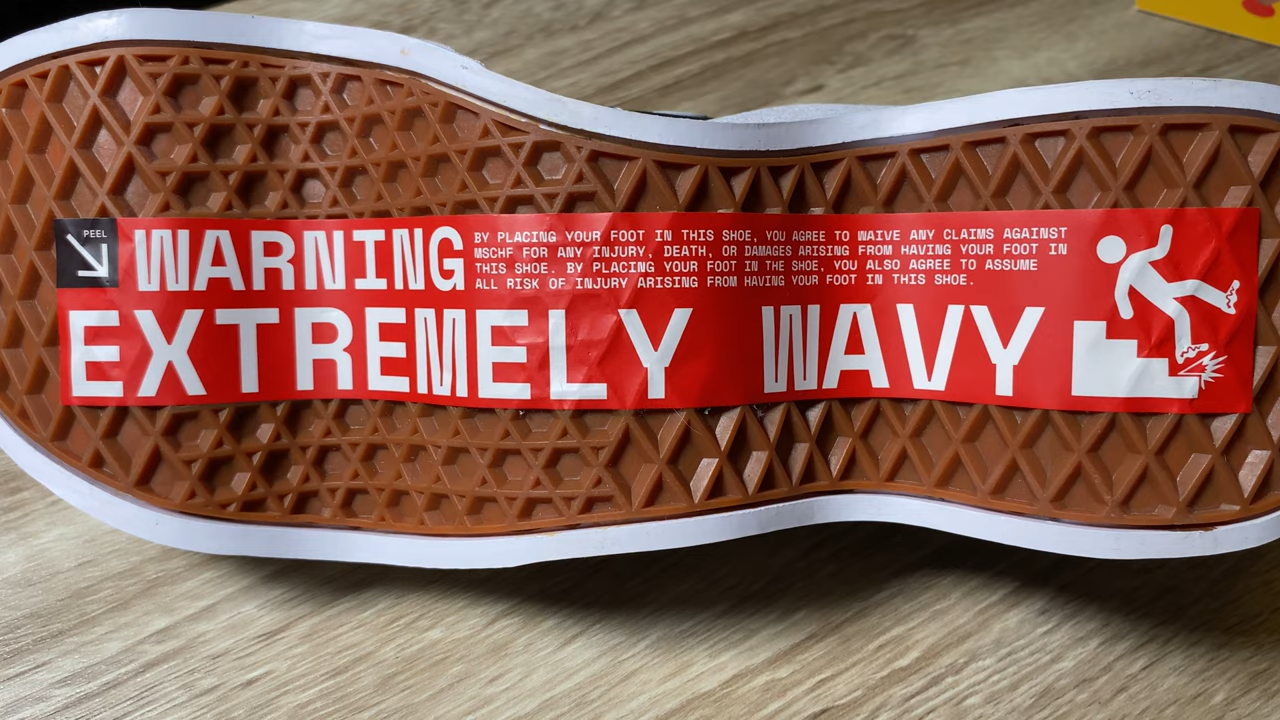 PEEL
WARNING
BY PLACING YOUR FOOT IN THIS SHOE, YOU AGREE TO WAIVE ANY CLAIMS AGAINST
MSCHF FOR ANY INJURY, DEATH, OR DAMAGES ARISING FROM HAVING YOUR FOOT IN
THIS SHOE. BY PLACING YOUR FOOT IN THE SHOE, YOU ALSO AGREE TO ASSUME
ALL RISK OF INJURY ARISING FROM HAVING YOUR FOOT IN THIS SHOE.
EXTREMELY WAVY